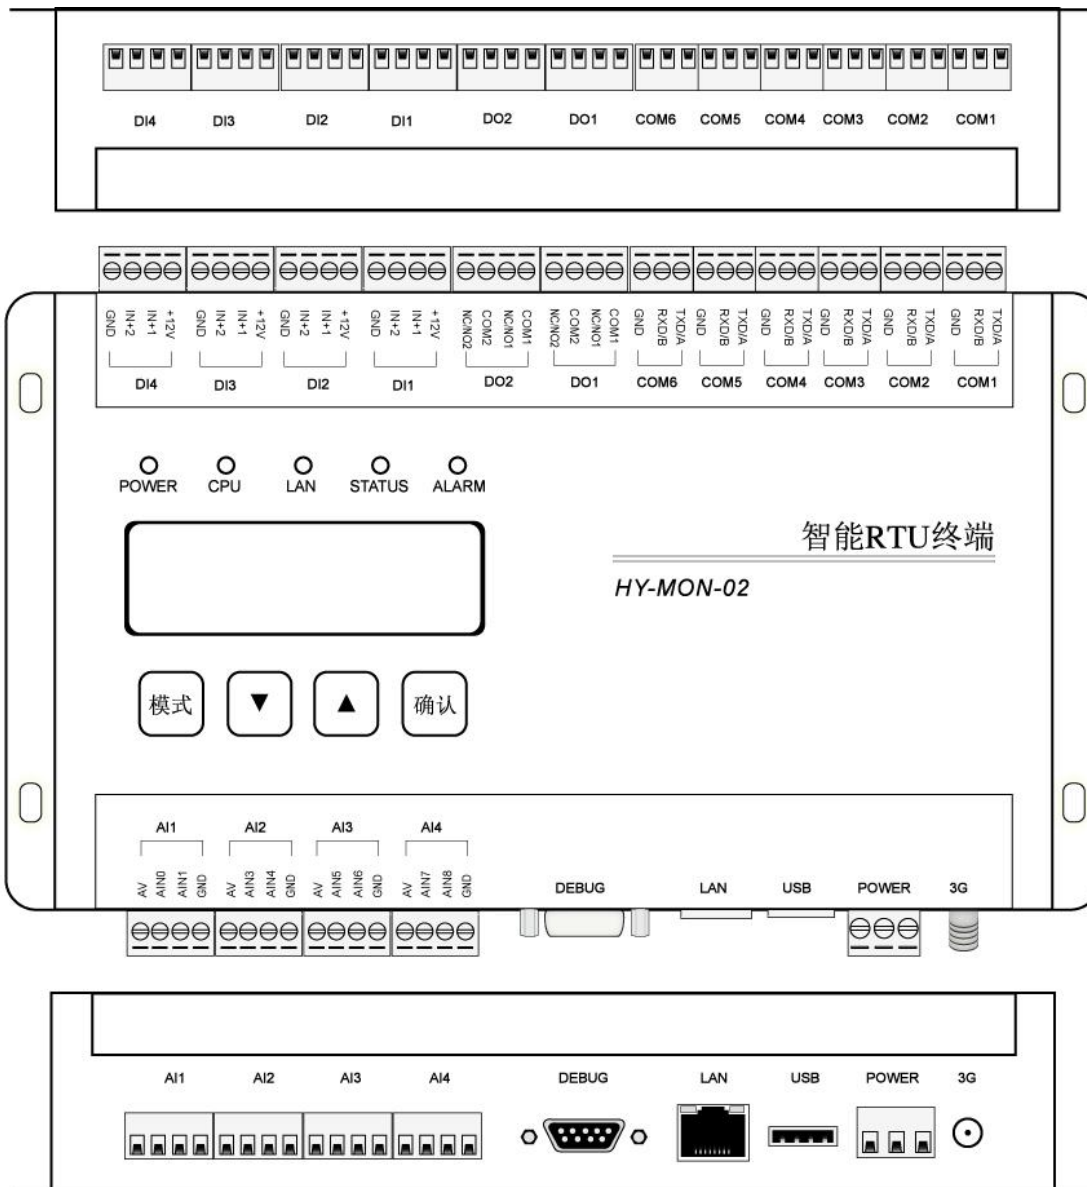 DI4 DI3 DI2 DI1 DO2 DO1 COM6 COM5 COM4 COM3 COM2 COM1
GND IN+2 IN+1 +12V GND IN+2 IN+1 +12V GND IN+2 IN+1 +12V GND IN+2 IN+1 +12V NC/NO2 COM2 NC/NO1 COM1 NC/NO2 COM2 NC/NO1 COM1 GND RXD/B TXD/A GND RXD/B TXD/A GND RXD/B TXD/A GND RXD/B TXD/A GND RXD/B TXD/A GND RXD/B TXD/A
DI4 DI3 DI2 DI1 DO2 DO1 COM6 COM5 COM4 COM3 COM2 COM1
POWER CPU LAN STATUS ALARM
智能RTU终端
HY-MON-02
模式 ▼ ▲ 确认
AI1 AI2 AI3 AI4
AV AIN0 AIN1 GND AV AIN3 AIN4 GND AV AIN5 AIN6 GND AV AIN7 AIN8 GND
DEBUG LAN USB POWER 3G
AI1 AI2 AI3 AI4 DEBUG LAN USB POWER 3G